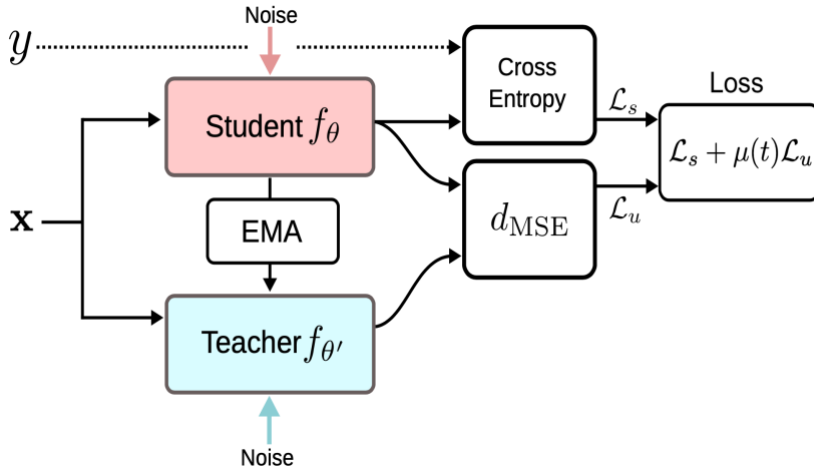 Noise
y
Cross
Entropy
Student f_θ
ℒ_s
Loss
ℒ_s + μ(t)ℒ_u
x
EMA
d_MSE
ℒ_u
Teacher f_θ′
Noise